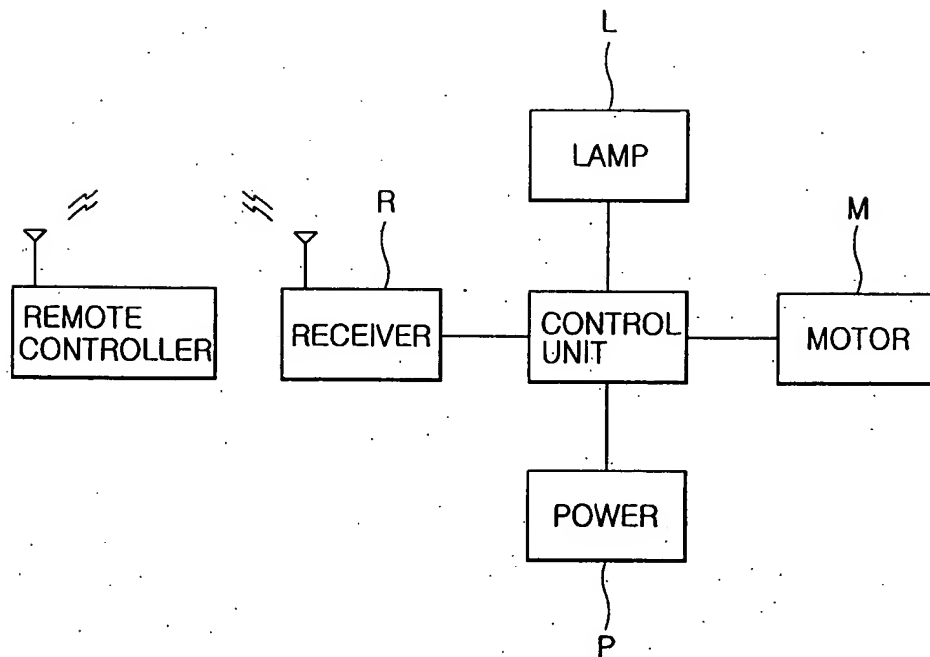 L
LAMP
R
M
REMOTE
CONTROLLER
RECEIVER
CONTROL
UNIT
MOTOR
POWER
P